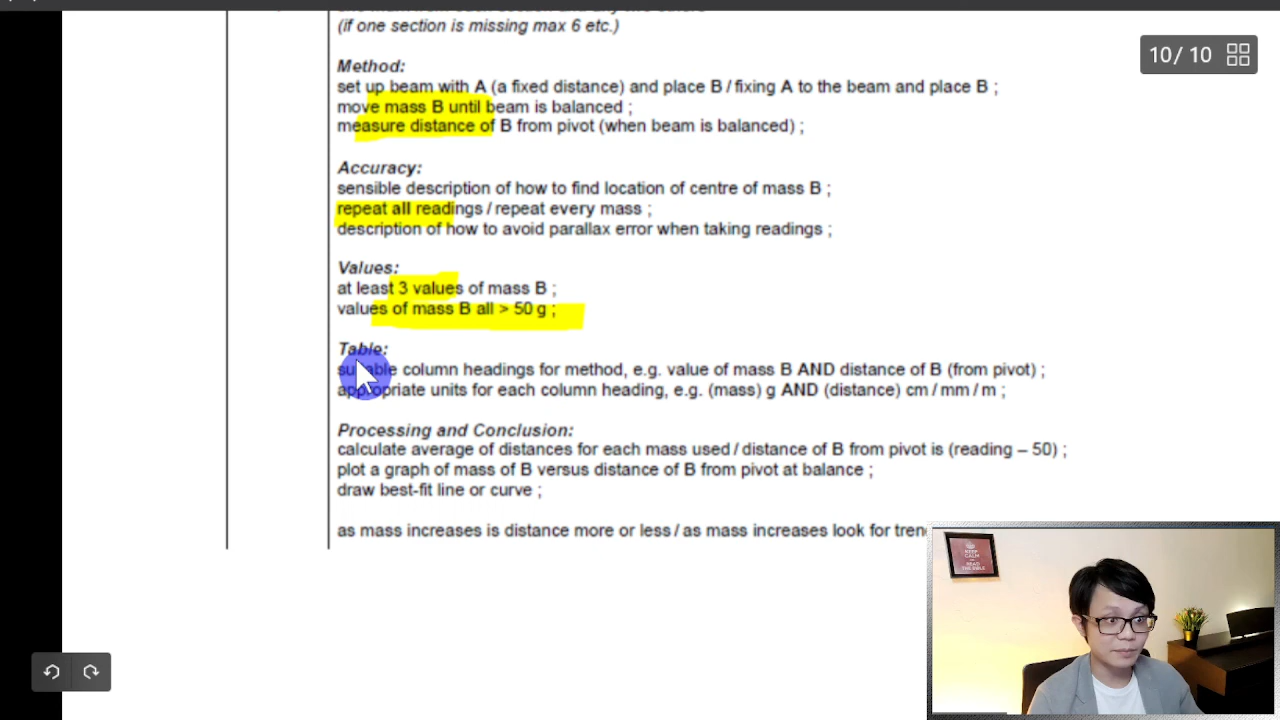 10/ 10
(if one section is missing max 6 etc.)
Method:
set up beam with A (a fixed distance) and place B / fixing A to the beam and place B ;
move mass B until beam is balanced ;
measure distance of B from pivot (when beam is balanced) ;
Accuracy:
sensible description of how to find location of centre of mass B ;
repeat all readings / repeat every mass ;
description of how to avoid parallax error when taking readings ;
Values:
at least 3 values of mass B ;
values of mass B all > 50 g ;
Table:
suitable column headings for method, e.g. value of mass B AND distance of B (from pivot) ;
appropriate units for each column heading, e.g. (mass) g AND (distance) cm / mm / m ;
Processing and Conclusion:
calculate average of distances for each mass used / distance of B from pivot is (reading – 50) ;
plot a graph of mass of B versus distance of B from pivot at balance ;
draw best-fit line or curve ;
as mass increases is distance more or less / as mass increases look for
KEEP
CALM
READ
THE BIBLE